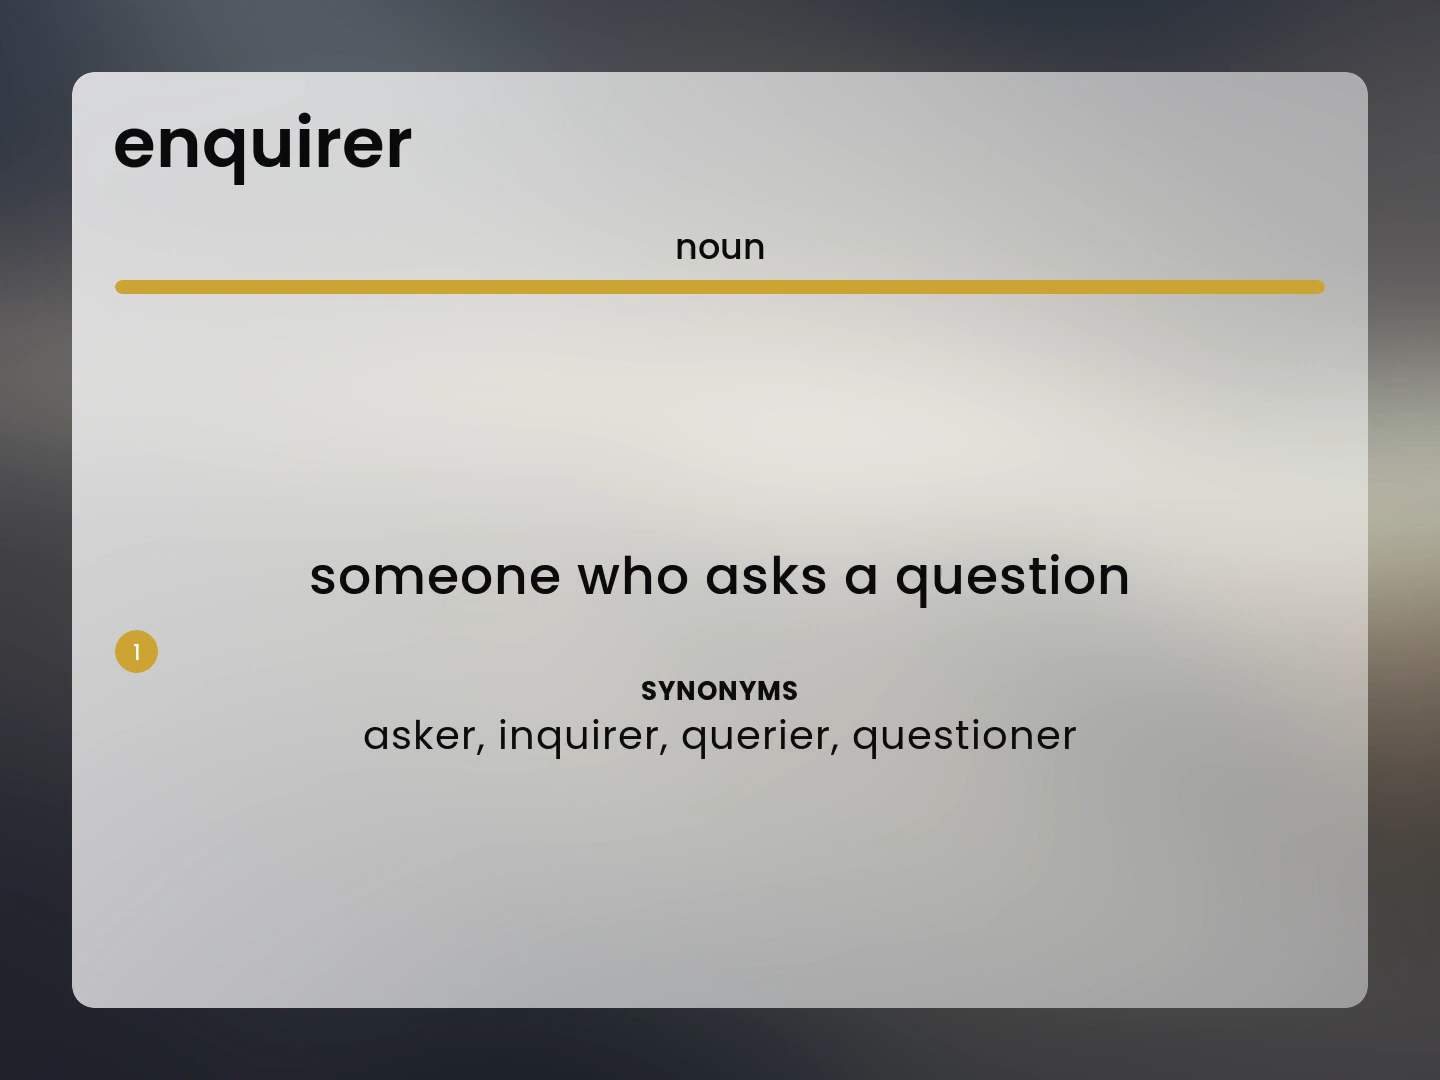 enquirer
noun
someone who asks a question
1
SYNONYMS
asker, inquirer, querier, questioner